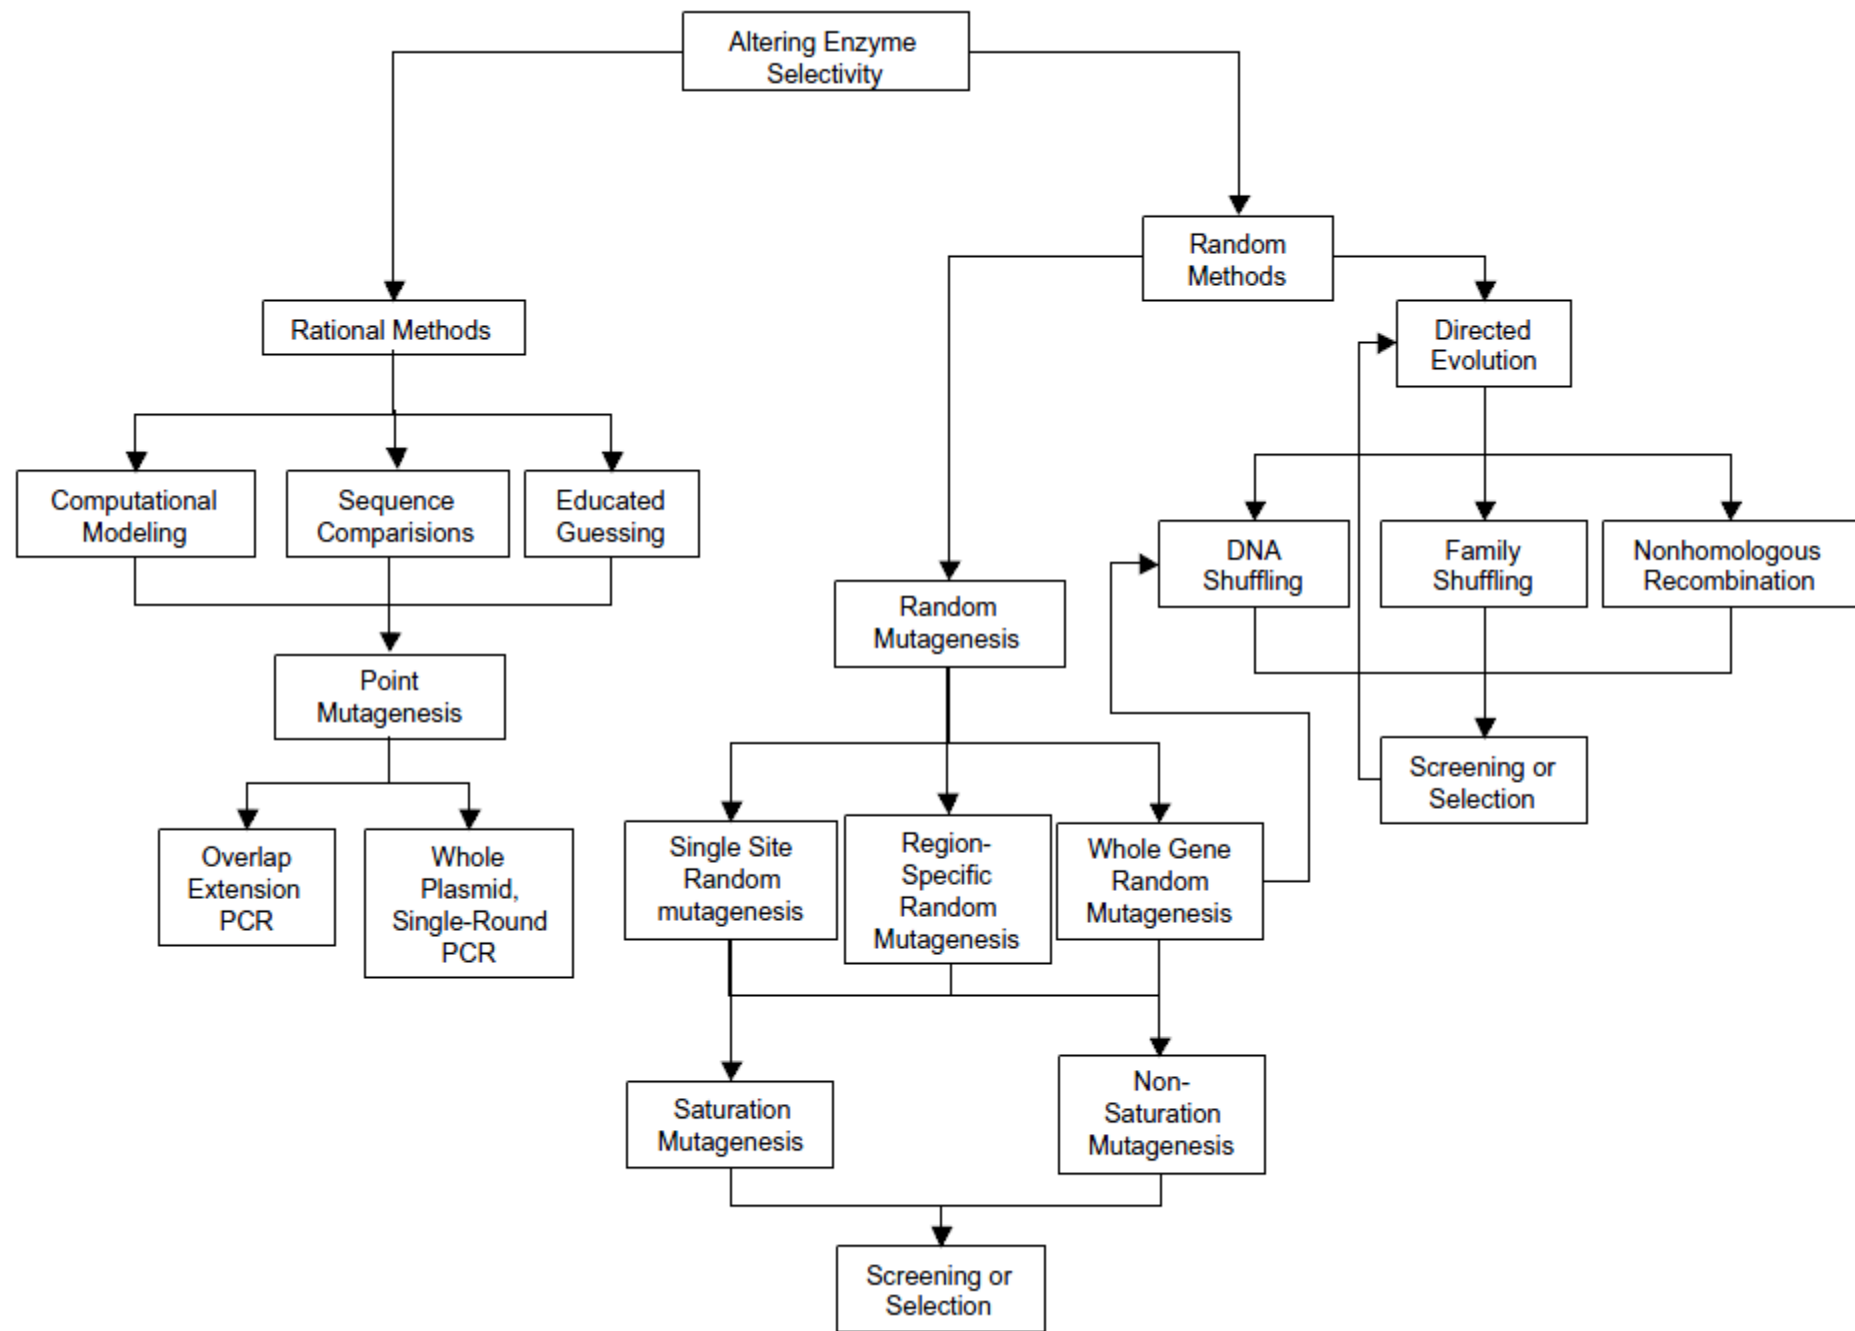 Altering Enzyme
Selectivity
Random
Methods
Rational Methods
Directed
Evolution
Computational
Modeling
Sequence
Comparisions
Educated
Guessing
DNA
Shuffling
Family
Shuffling
Nonhomologous
Recombination
Random
Mutagenesis
Point
Mutagenesis
Screening or
Selection
Overlap
Extension
PCR
Whole
Plasmid,
Single-Round
PCR
Single Site
Random
mutagenesis
Region-
Specific
Random
Mutagenesis
Whole Gene
Random
Mutagenesis
Saturation
Mutagenesis
Non-
Saturation
Mutagenesis
Screening or
Selection